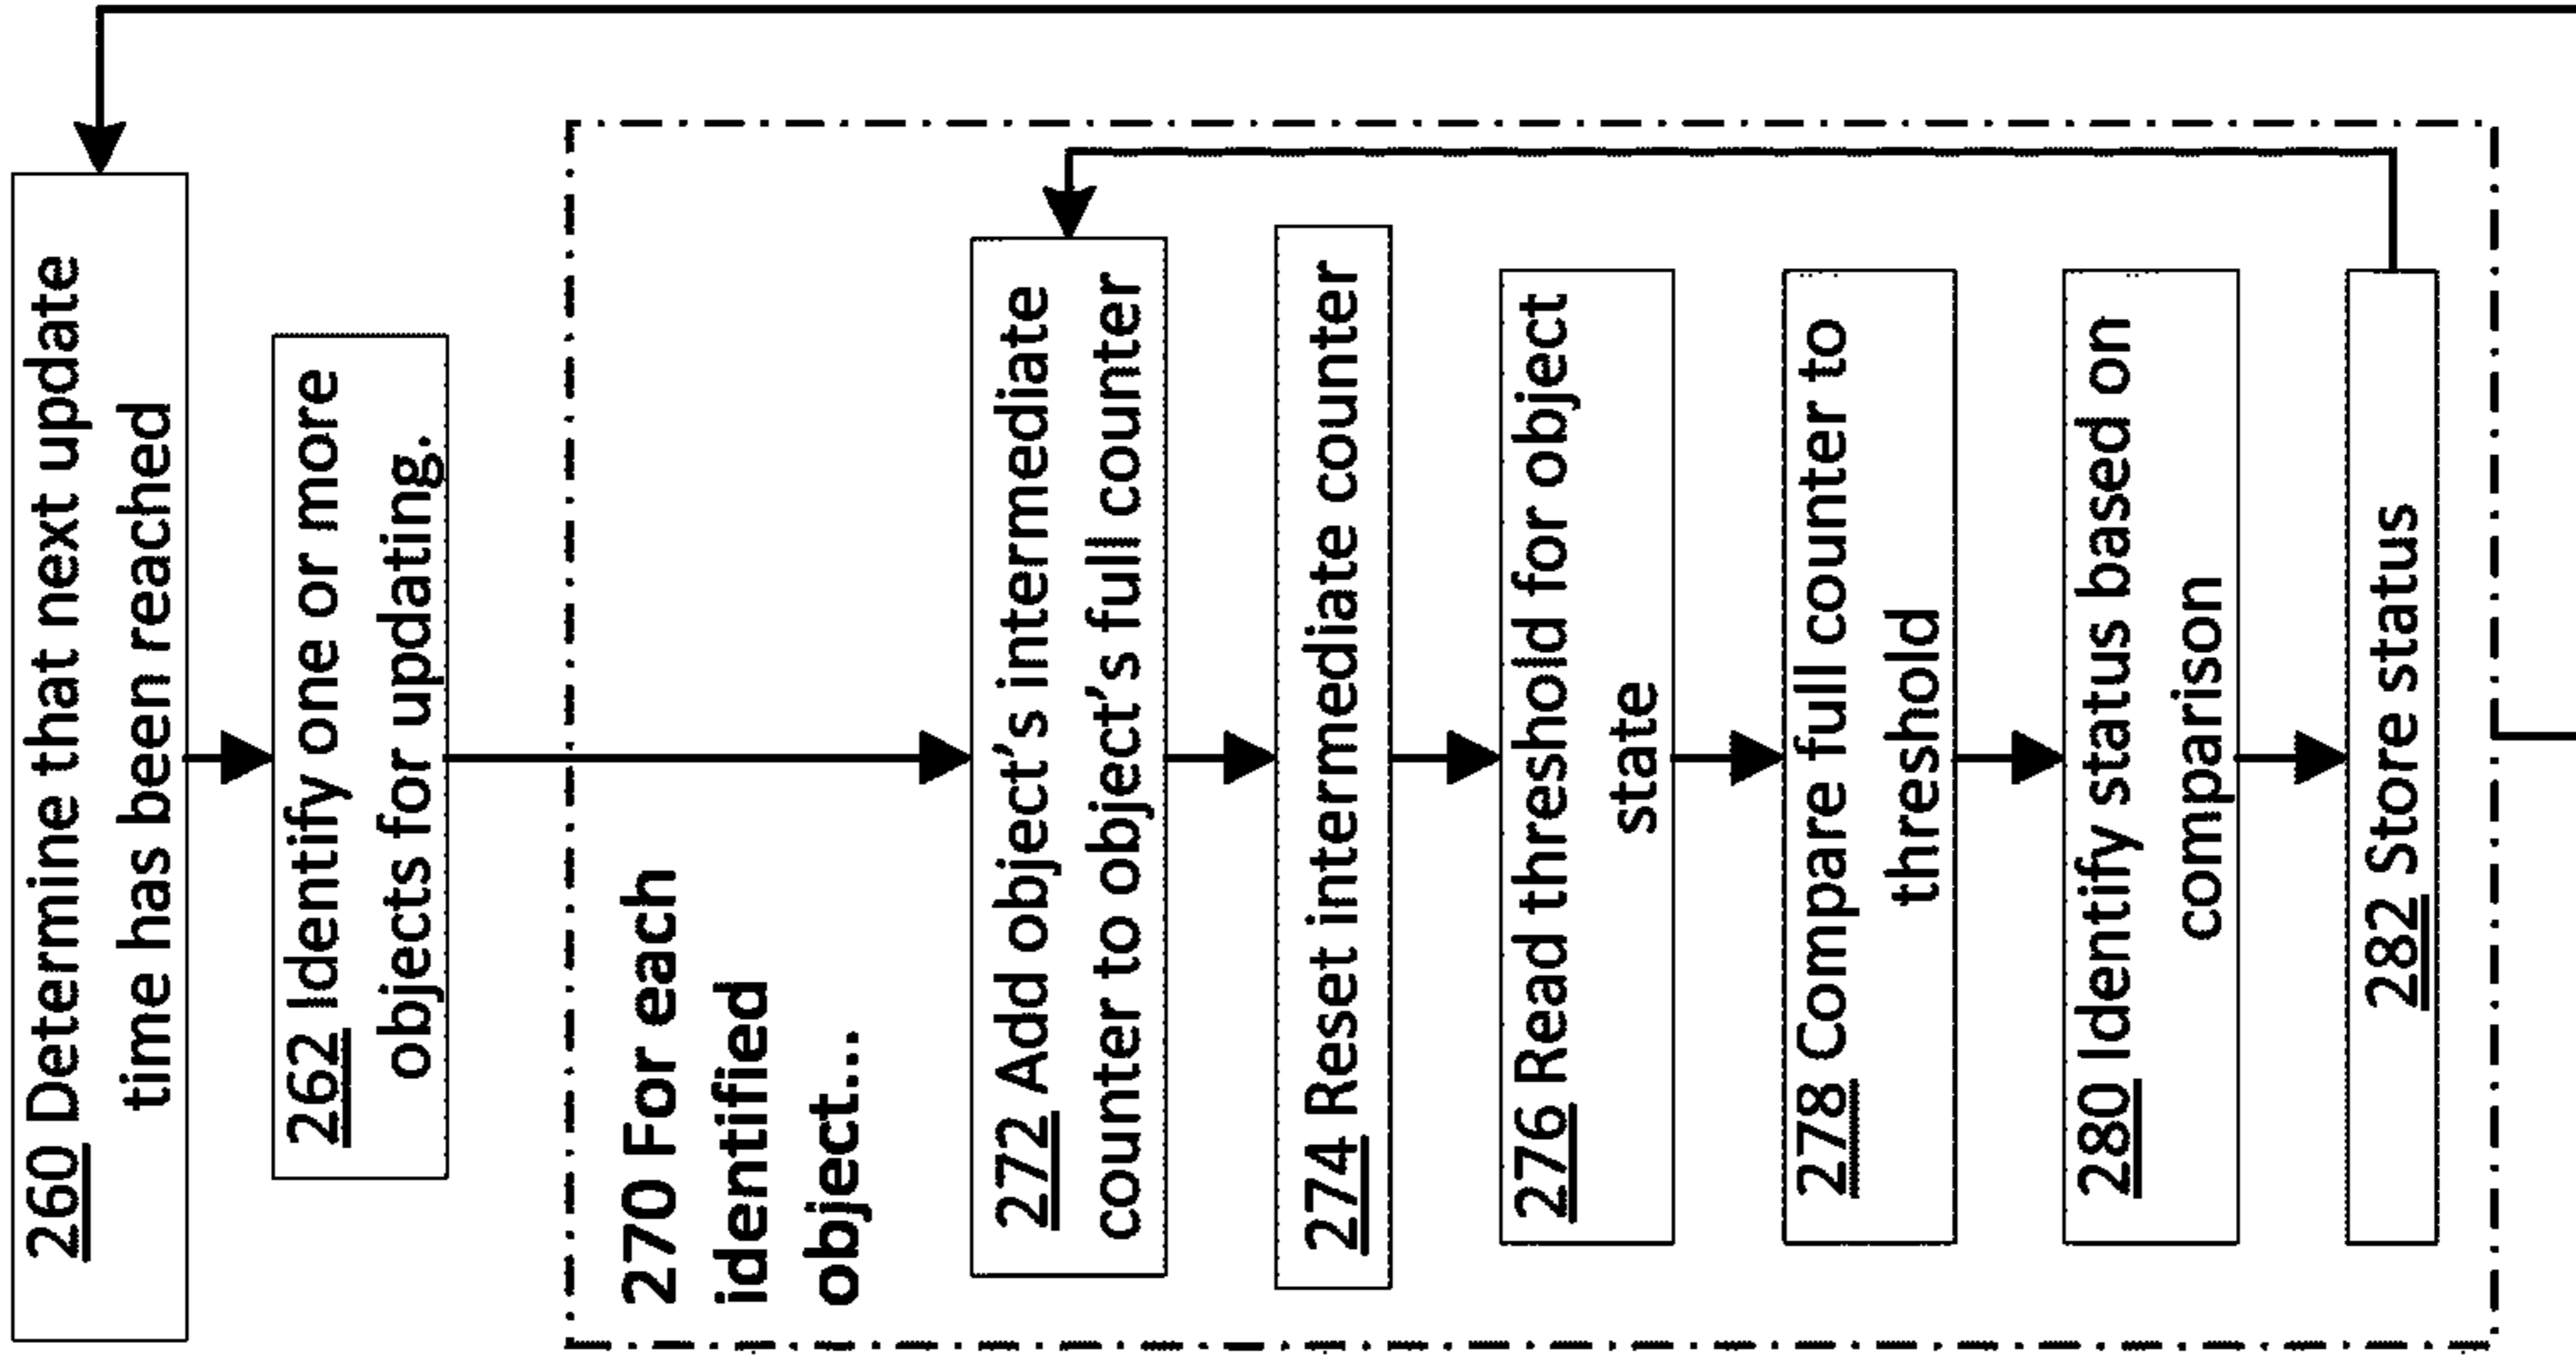 260 Determine that next update
time has been reached
262 Identify one or more
objects for updating.
270 For each
identified
object...
272 Add object's intermediate
counter to object's full counter
274 Reset intermediate counter
276 Read threshold for object
state
278 Compare full counter to
threshold
280 Identify status based on
comparison
282 Store status